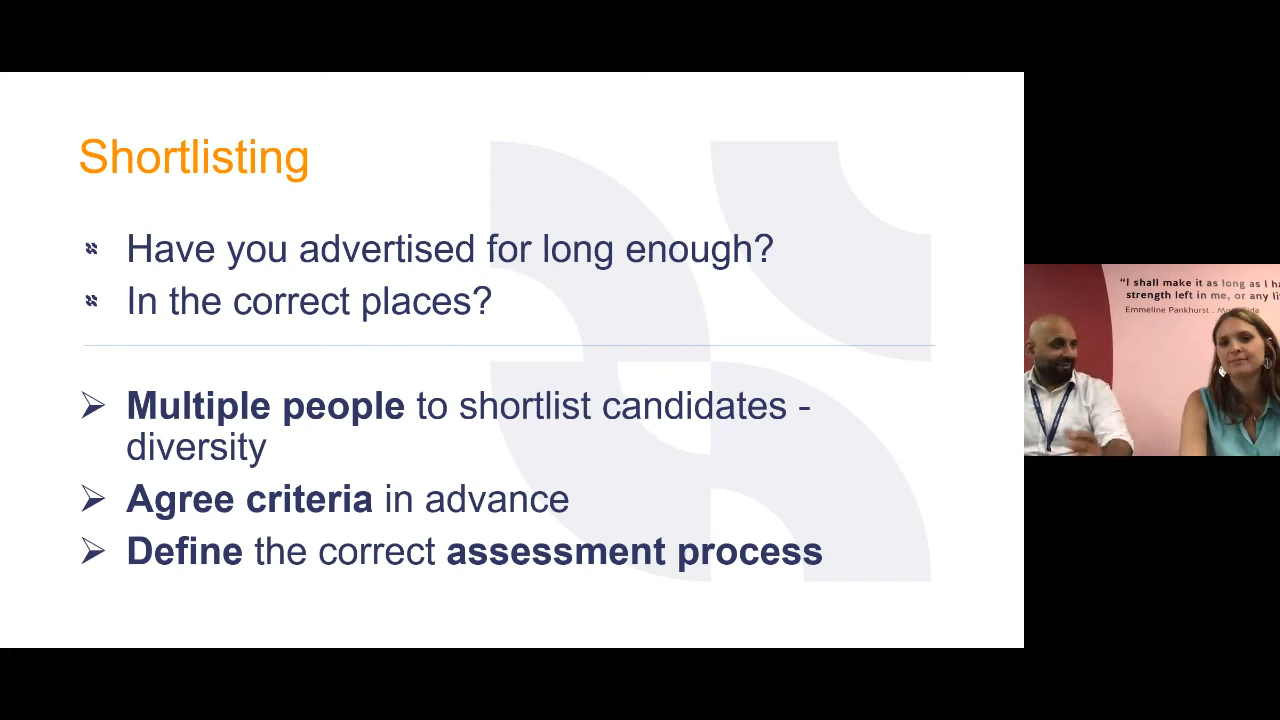 Shortlisting
Have you advertised for long enough?
In the correct places?
Multiple people to shortlist candidates -
diversity
Agree criteria in advance
Define the correct assessment process
“I shall make it as long as I ha
strength left in me, or any li
Emmeline Pankhurst .